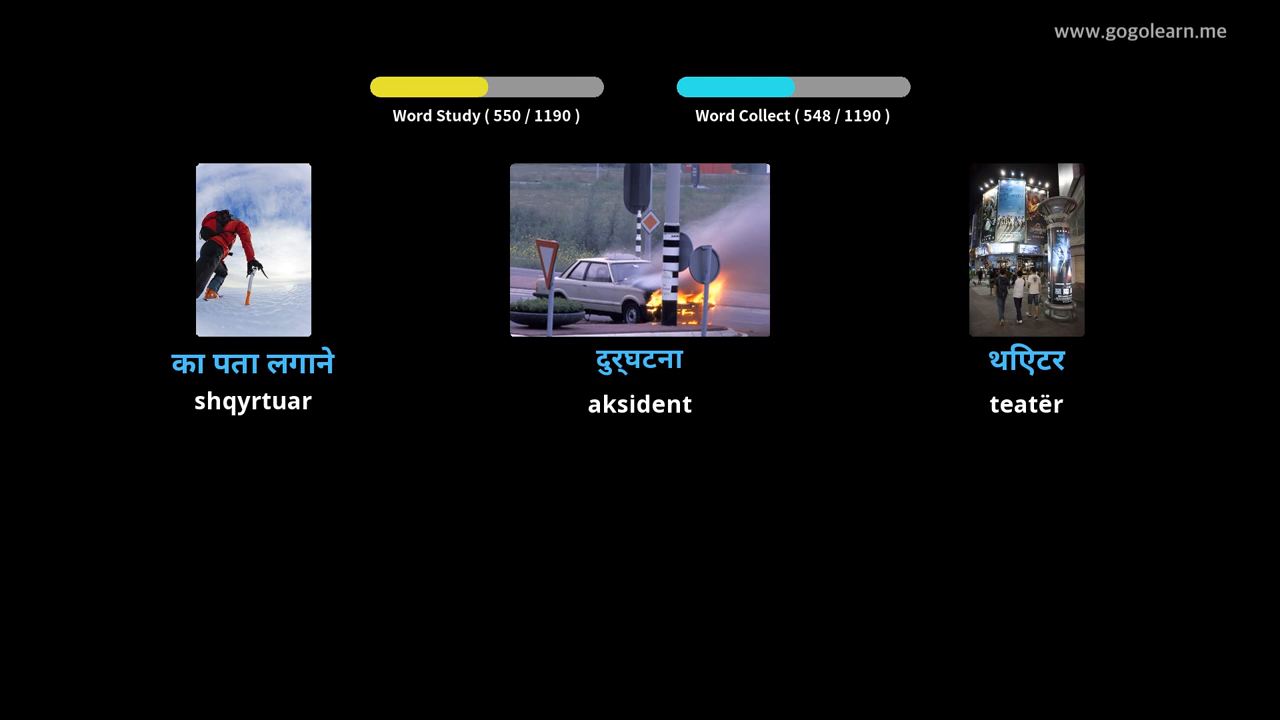 www.gogolearn.me
Word Study ( 550 / 1190 )
Word Collect ( 548 / 1190 )
का पता लगाने
दुर्घटना
थिएटर
shqyrtuar
aksident
teatër